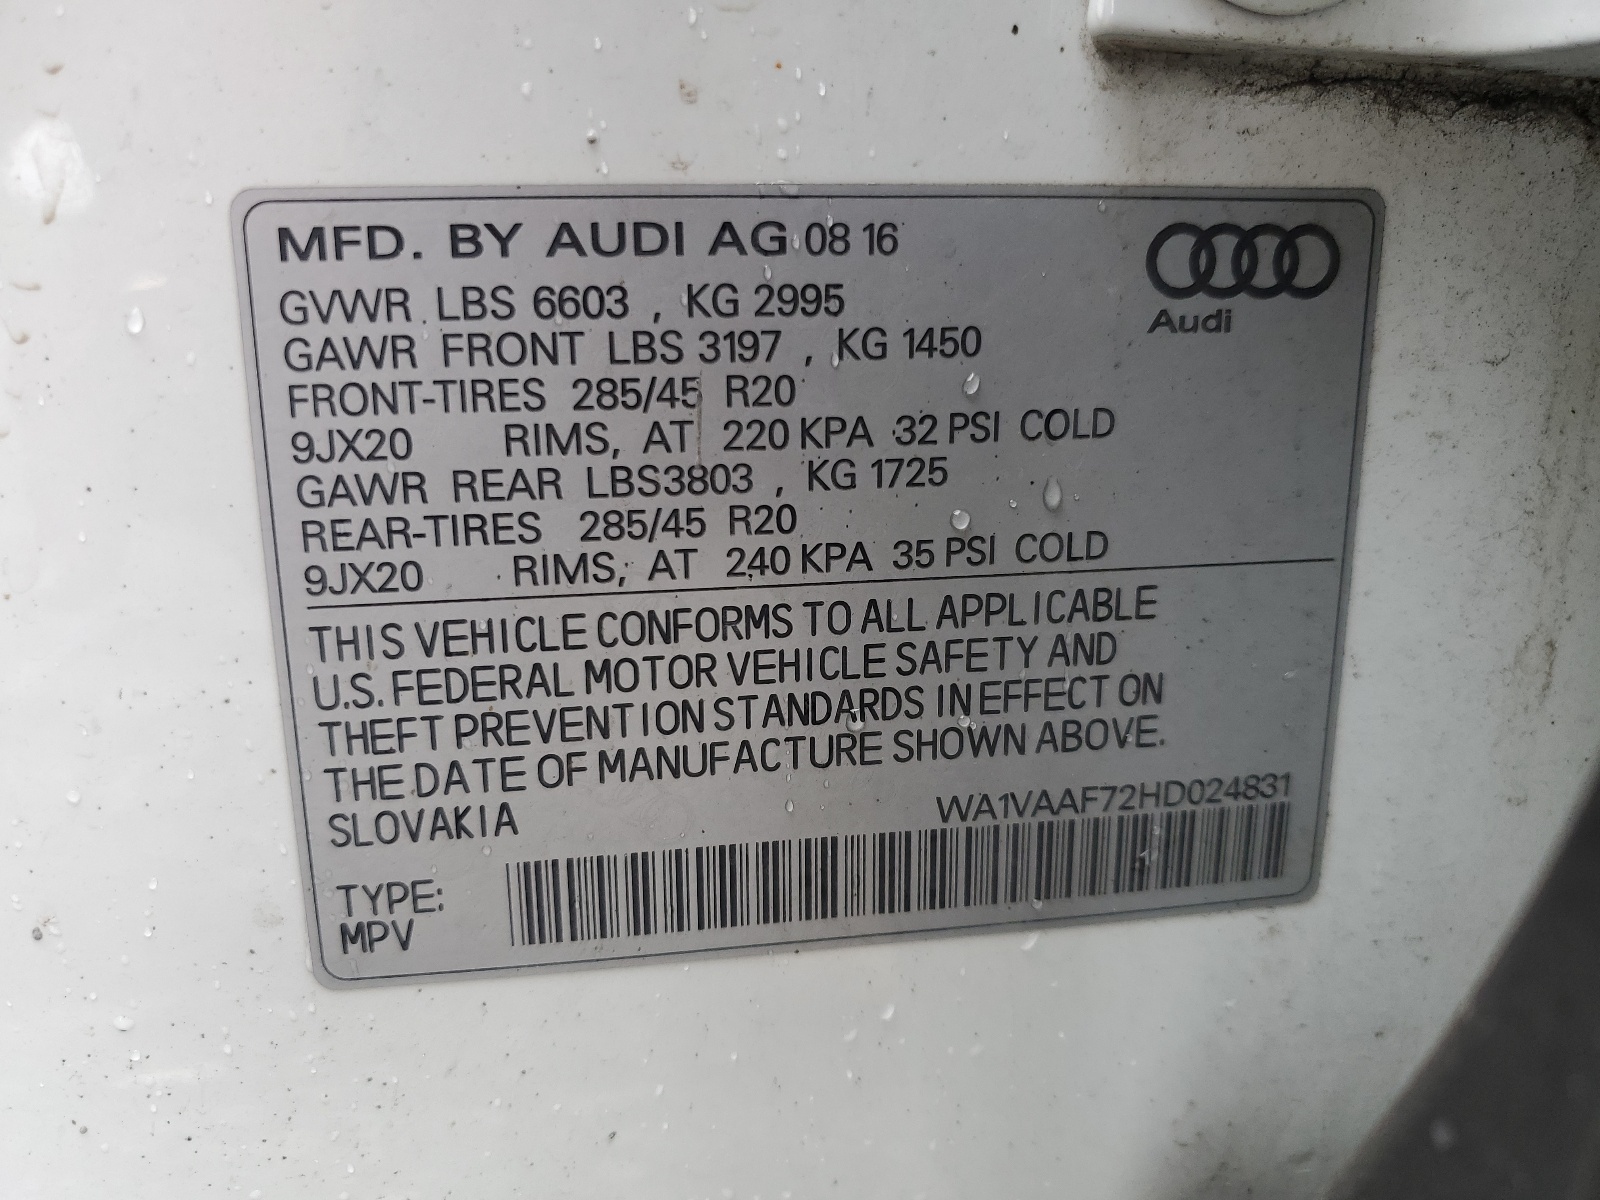 MFD. BY AUDI AG 08 16
Audi
GVWR LBS 6603 , KG 2995
GAWR FRONT LBS 3197 , KG 1450
FRONT-TIRES 285/45 R20
9JX20 RIMS, AT 220 KPA 32 PSI COLD
GAWR REAR LBS3803 , KG 1725
REAR-TIRES 285/45 R20
9JX20 RIMS, AT 240 KPA 35 PSI COLD
THIS VEHICLE CONFORMS TO ALL APPLICABLE
U.S. FEDERAL MOTOR VEHICLE SAFETY AND
THEFT PREVENTION STANDARDS IN EFFECT ON
THE DATE OF MANUFACTURE SHOWN ABOVE.
SLOVAKIA
WA1VAAF72HD024831
TYPE:
MPV